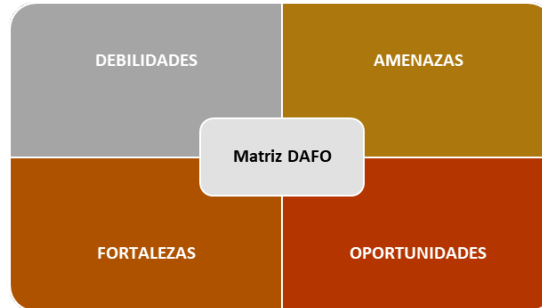 DEBILIDADES
AMENAZAS
Matriz DAFO
FORTALEZAS
OPORTUNIDADES